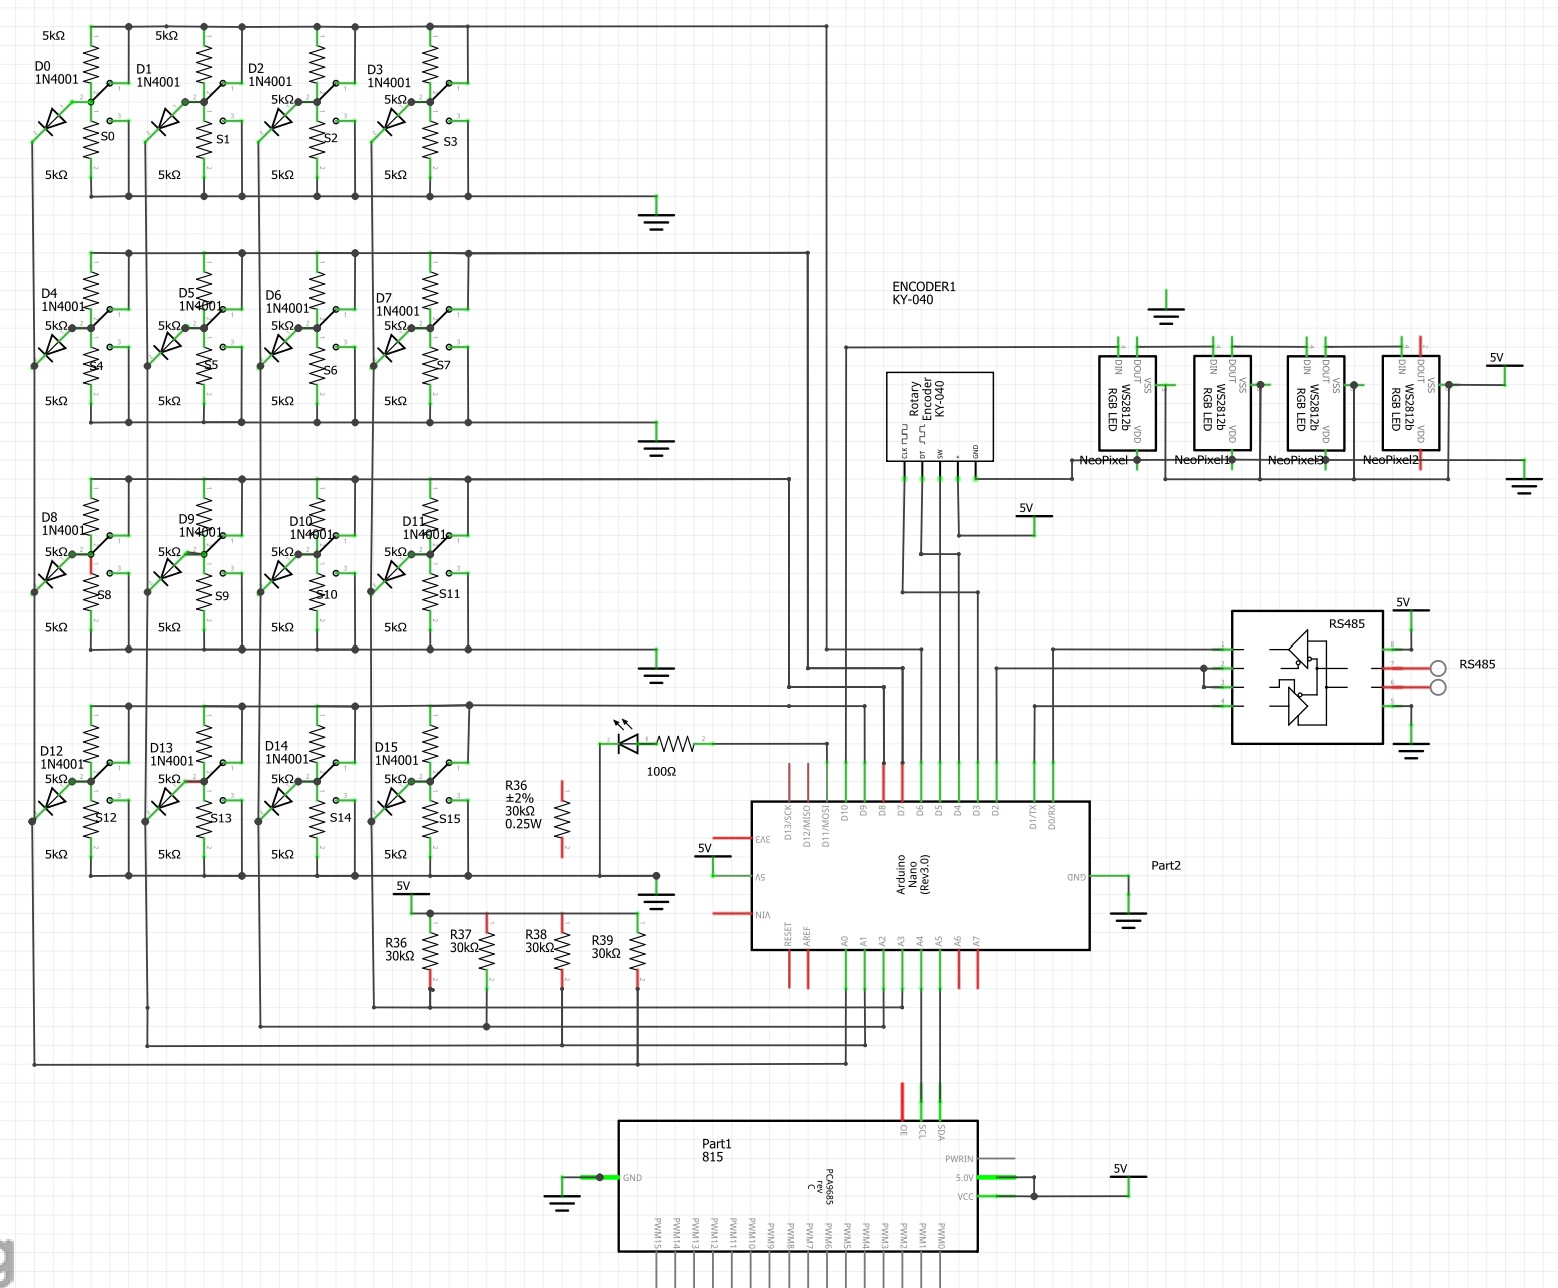 5kΩ
5kΩ
D0
1N4001
D1
1N4001
D2
1N4001
D3
1N4001
5kΩ
5kΩ
S0
S1
S2
S3
5kΩ
5kΩ
5kΩ
5kΩ
D4
1N4001
D5
1N4001
D6
1N4001
D7
1N4001
5kΩ
5kΩ
5kΩ
5kΩ
S4
S5
S6
S7
5kΩ
5kΩ
5kΩ
5kΩ
D8
1N4001
D9
1N4001
D10
1N4001
D11
1N4001
5kΩ
5kΩ
5kΩ
5kΩ
S8
S9
S10
S11
5kΩ
5kΩ
5kΩ
5kΩ
D12
1N4001
D13
1N4001
D14
1N4001
D15
1N4001
5kΩ
5kΩ
5kΩ
5kΩ
S12
S13
S14
S15
5kΩ
5kΩ
5kΩ
5kΩ
100Ω
R36
±2%
30kΩ
0.25W
5V
R36
30kΩ
R37
30kΩ
R38
30kΩ
R39
30kΩ
ENCODER1
KY-040
Rotary
Encoder
KY-040
CLK
DT
SW
+
GND
5V
DIN
DOUT
VSS
WS2812b
RGB LED
VDD
NeoPixel
DIN
DOUT
VSS
WS2812b
RGB LED
VDD
NeoPixel1
DIN
DOUT
VSS
WS2812b
RGB LED
VDD
NeoPixel3
DIN
DOUT
VSS
WS2812b
RGB LED
VDD
NeoPixel2
5V
RS485
5V
RS485
1
2
3
4
8
7
6
5
D13/SCK
D12/MISO
D11/MOSI
D10
D9
D8
D7
D6
D5
D4
D3
D2
D1/TX
D0/RX
3V3
5V
5V
VIN
Arduino
Nano
(Rev3.0)
GND
Part2
RESET
AREF
A0
A1
A2
A3
A4
A5
A6
A7
Part1
815
OE
SCL
SDA
PWRIN
5.0V
VCC
5V
GND
PCA9685
rev
C
PWM15
PWM14
PWM13
PWM12
PWM11
PWM10
PWM9
PWM8
PWM7
PWM6
PWM5
PWM4
PWM3
PWM2
PWM1
PWM0
g